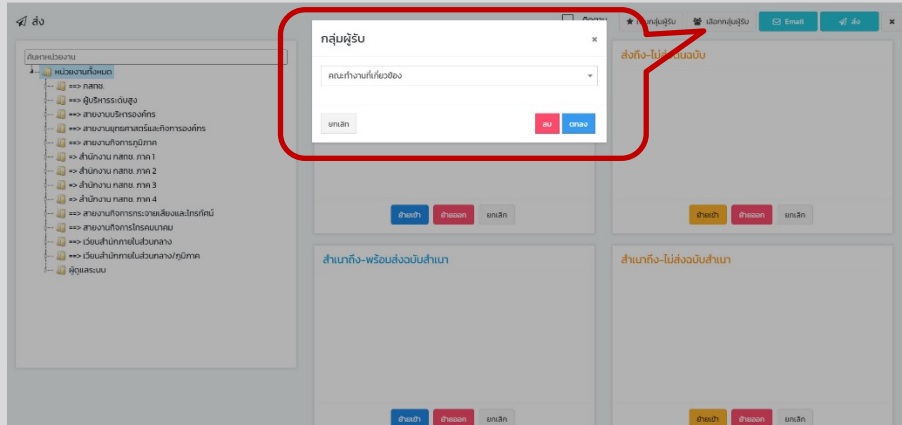 ส่ง
ติดตาม
เลือกกลุ่มผู้รับ
Email
ส่ง
กลุ่มผู้รับ
คณะทำงานที่เกี่ยวข้อง
ยกเลิก
ลบ
ตกลง
ค้นหาหน่วยงาน
หน่วยงานทั้งหมด
==> กสทช.
==> ผู้บริหารระดับสูง
==> สายงานบริหารองค์กร
==> สายงานยุทธศาสตร์และกิจการองค์กร
==> สายงานกิจการภูมิภาค
=> สำนักงาน กสทช. ภาค 1
=> สำนักงาน กสทช. ภาค 2
=> สำนักงาน กสทช. ภาค 3
=> สำนักงาน กสทช. ภาค 4
==> สายงานกิจการกระจายเสียงและโทรทัศน์
==> สายงานกิจการโทรคมนาคม
==> เวียนสำนักภายในส่วนกลาง
==> เวียนสำนักภายในส่วนกลาง/ภูมิภาค
ผู้ดูแลระบบ
ย้ายเข้า
ย้ายออก
ยกเลิก
ย้ายเข้า
ย้ายออก
ยกเลิก
สำเนาถึง-พร้อมส่งฉบับสำเนา
สำเนาถึง-ไม่ส่งฉบับสำเนา
ย้ายเข้า
ย้ายออก
ยกเลิก
ย้ายเข้า
ย้ายออก
ยกเลิก